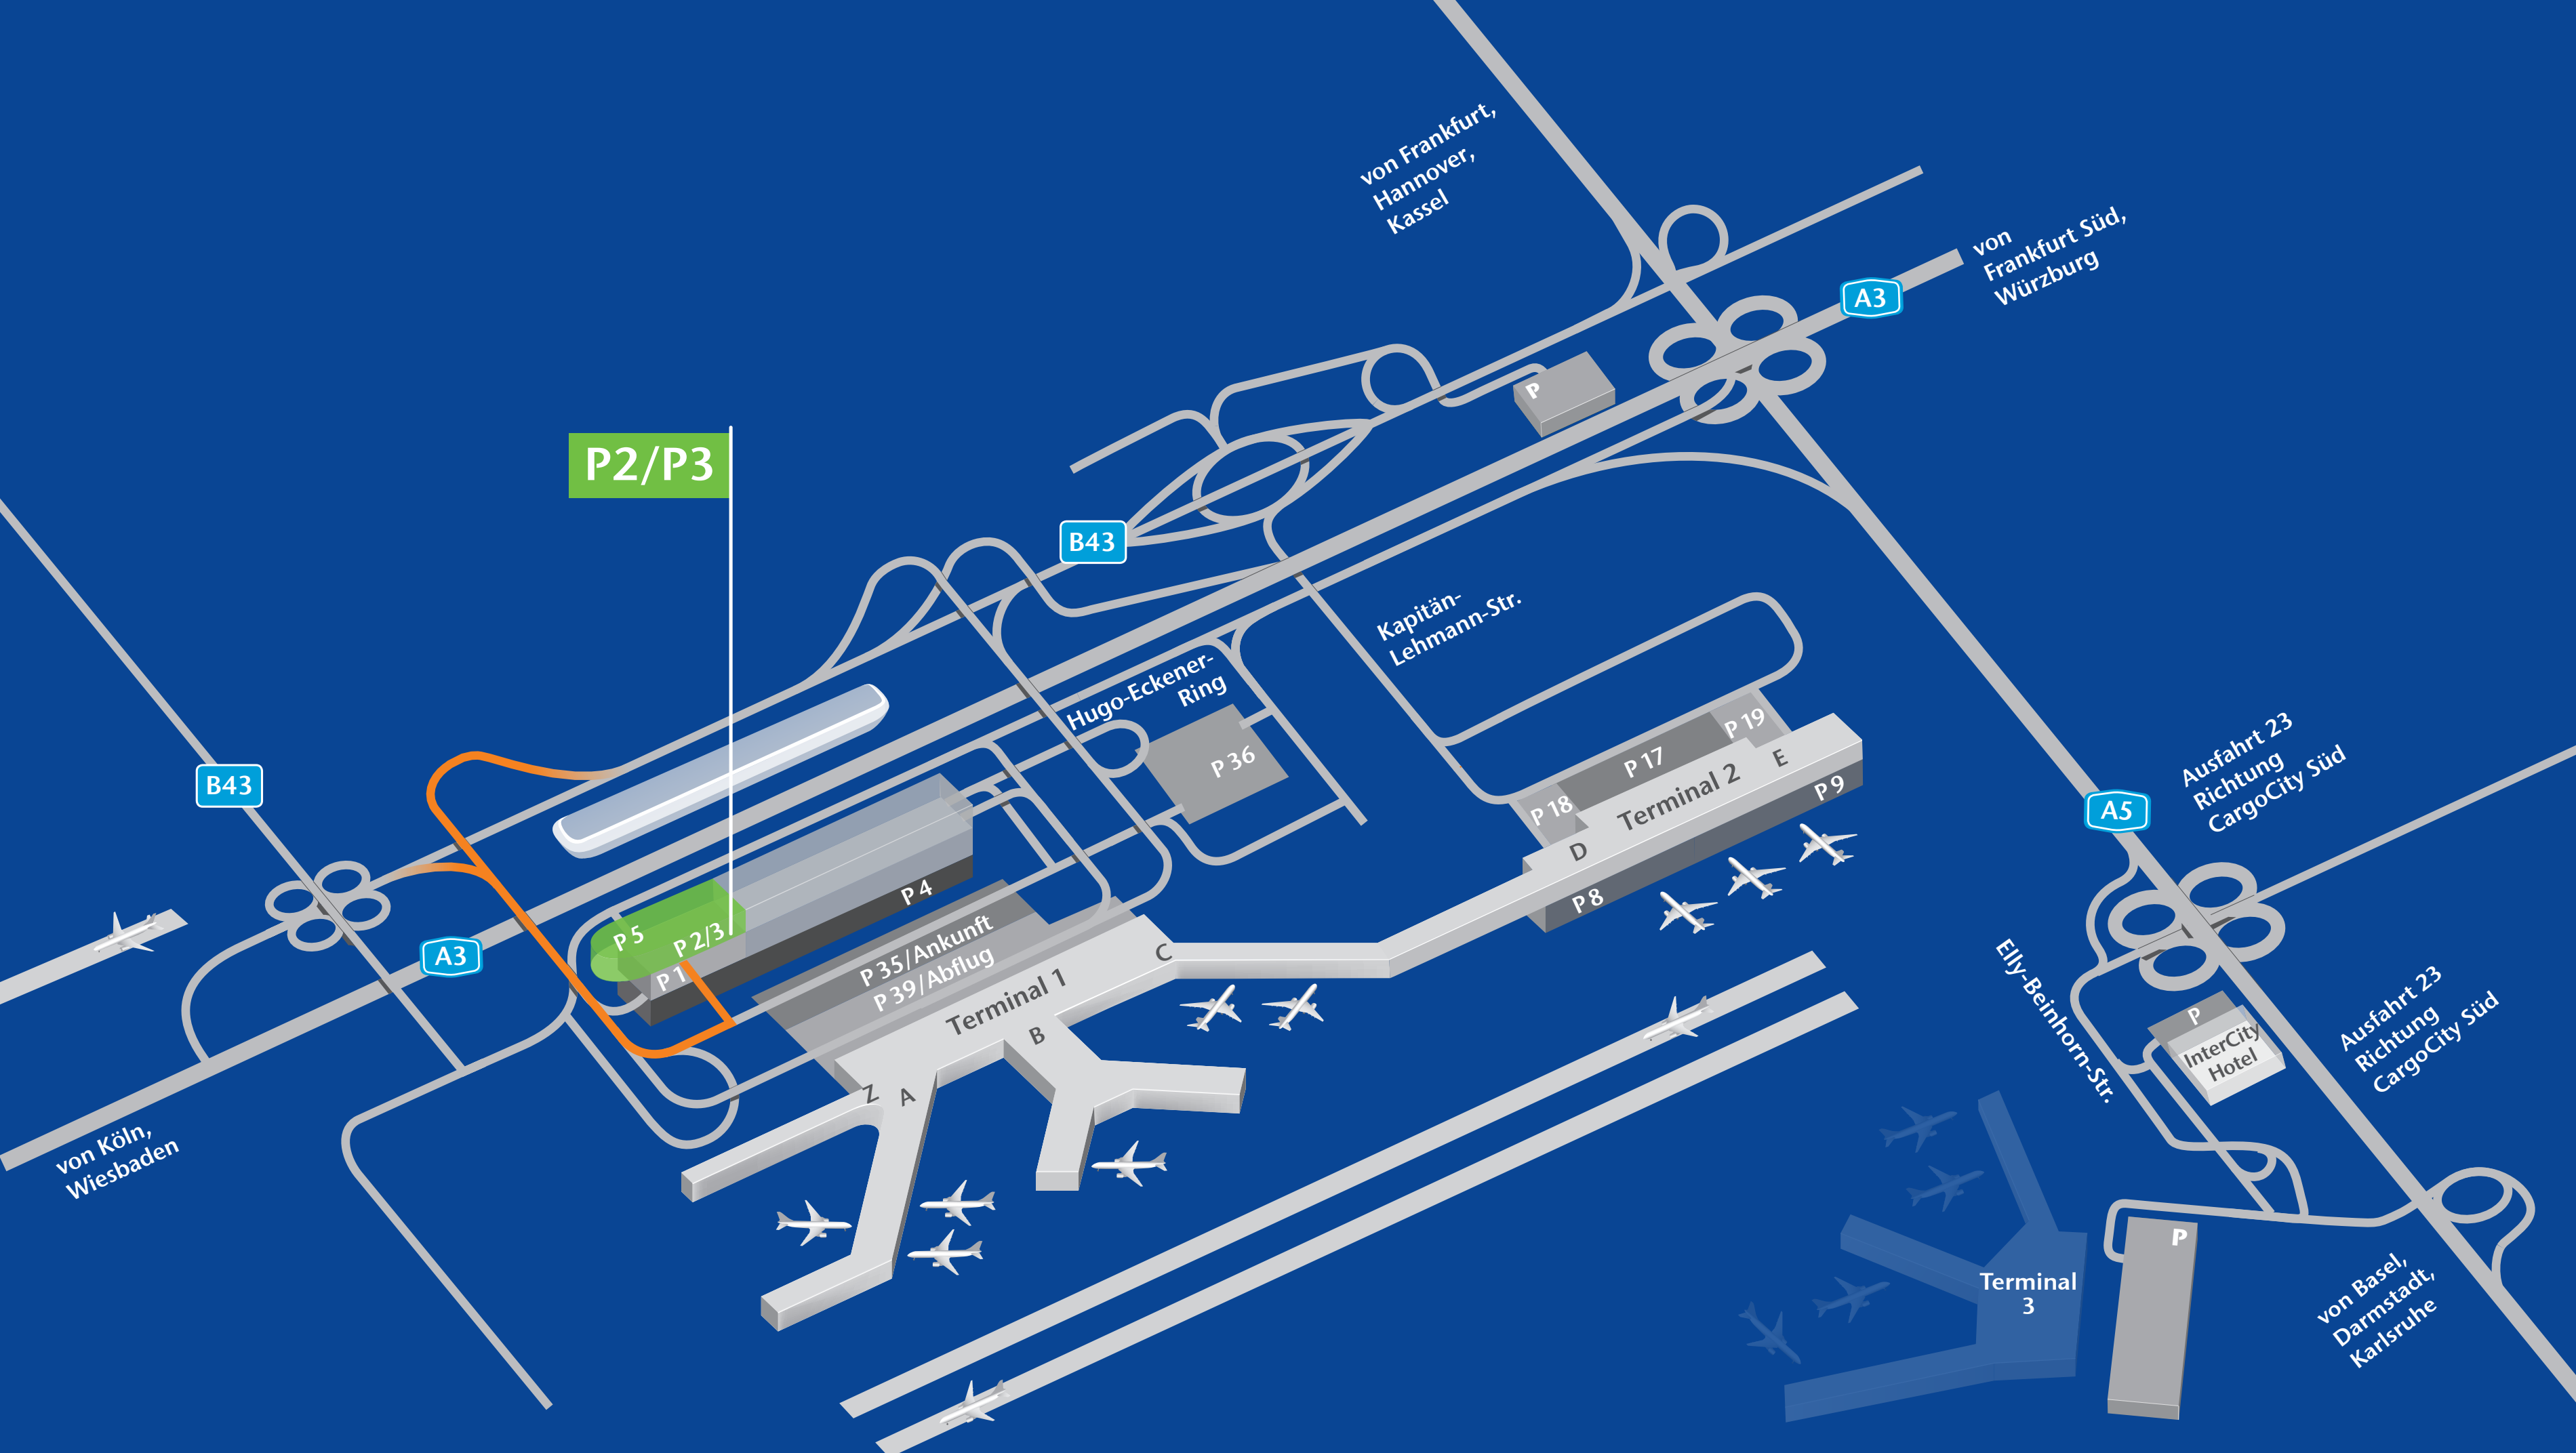 von Frankfurt,
Hannover,
Kassel
von
Frankfurt Süd,
Würzburg
A3
P
P2/P3
B43
Kapitän-
Lehmann-Str.
Hugo-Eckener-
Ring
P 36
P 19
P 17
P 18
Terminal 2
E
D
P 9
P 8
Ausfahrt 23
Richtung
CargoCity Süd
A5
B43
A3
P 5
P 2/3
P 1
P 4
P 35/Ankunft
P 39/Abflug
Terminal 1
C
B
Z
A
von Köln,
Wiesbaden
Elly-Beinhorn-Str.
P
InterCity
Hotel
Ausfahrt 23
Richtung
CargoCity Süd
P
Terminal
3
von Basel,
Darmstadt,
Karlsruhe